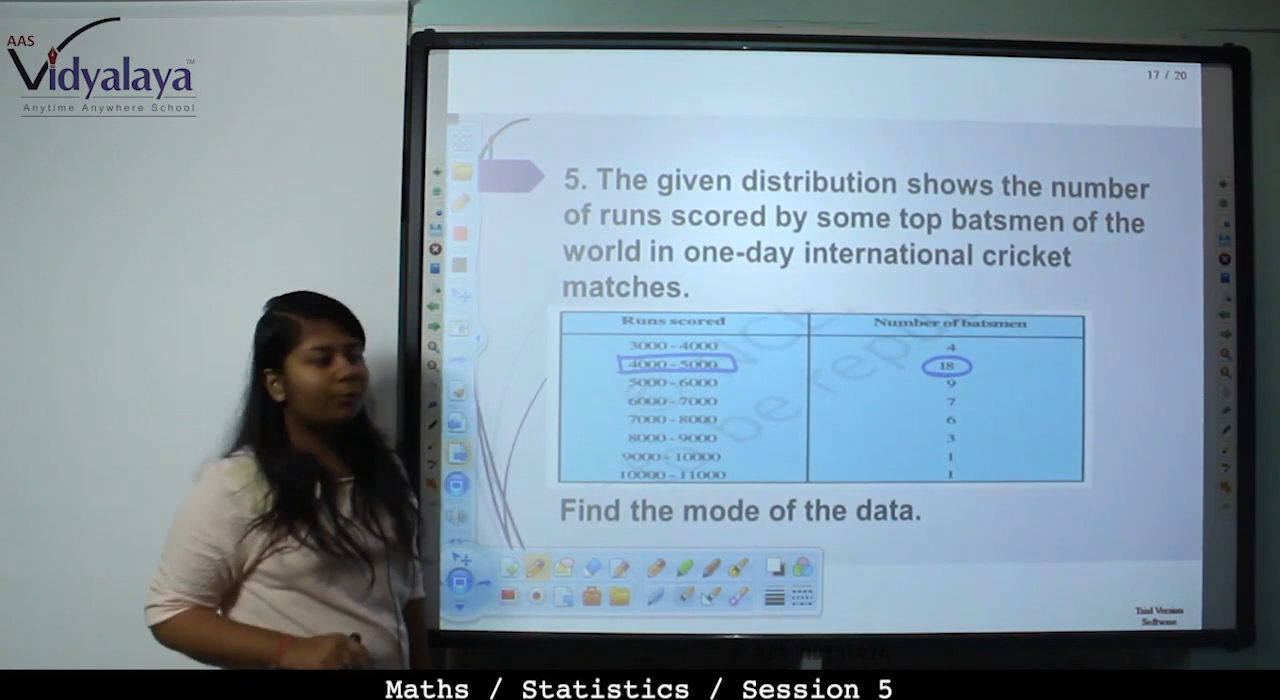 AAS
Vidyalaya™
Anytime Anywhere School
17 / 20
5. The given distribution shows the number
of runs scored by some top batsmen of the
world in one-day international cricket
matches.
Runs scored Number of batsmen
3000 – 4000 4
4000 – 5000 18
5000 – 6000 9
6000 – 7000 7
7000 – 8000 6
8000 – 9000 3
9000 – 10000 1
10000 – 11000 1
Find the mode of the data.
Trial Version
Software
Maths / Statistics / Session 5